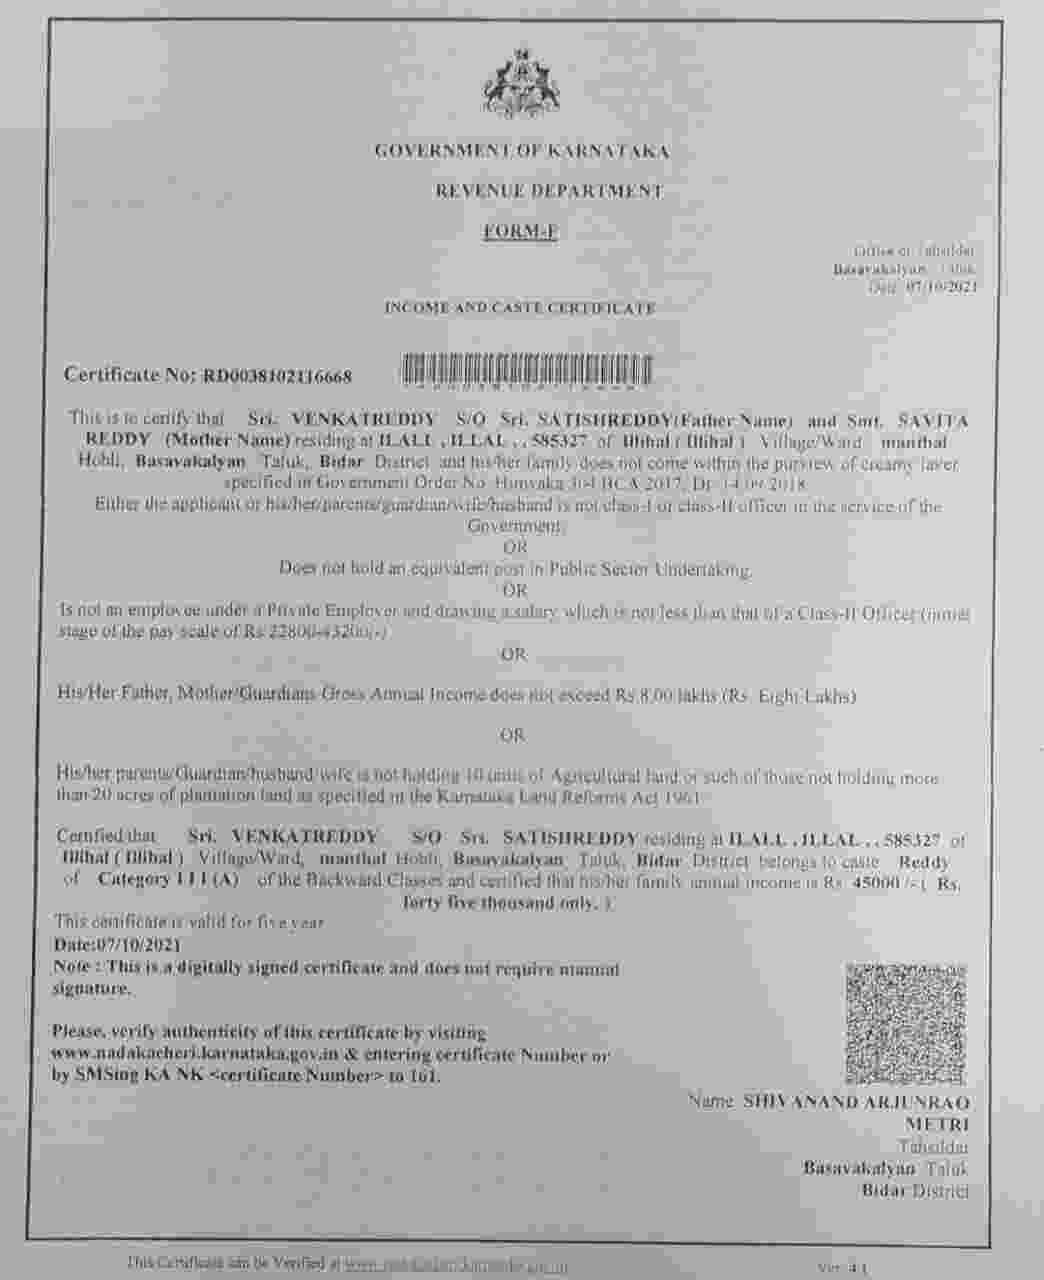 GOVERNMENT OF KARNATAKA
REVENUE DEPARTMENT
FORM-F
Office of Tahsildar
Basavakalyan Taluk
Date 07/10/2021
INCOME AND CASTE CERTIFICATE
Certificate No: RD0038102116668
This is to certify that Sri. VENKATREDDY S/O Sri. SATISHREDDY(Father Name) and Smt. SAVITA
REDDY (Mother Name) residing at ILALL , ILLAL , , 585327 of Illihal ( Illihal ) Village/Ward manthal
Hobli, Basavakalyan Taluk, Bidar District and his/her family does not come within the purview of creamy layer
specified in Government Order No. BCA 2017, Dt.
Either the applicant or his/her/parents/guardian/wife/husband is not class-I or class-II officer in the service of the
Government.
OR
Does not hold an equivalent post in Public Sector Undertaking.
OR
Is not an employee under a Private Employer and drawing a salary which is not less than that of a Class-II Officer
stage of the pay scale of Rs 22800-43200/-)
OR
His/Her Father, Mother/Guardians Gross Annual Income does not exceed Rs 8.00 lakhs (Rs. Eight Lakhs)
OR
His/her parents/Guardian/husband/wife is not holding 10 units of Agricultural land or such of those not holding more
than 20 acres of plantation land as specified in the Karnataka Land Reforms Act 1961
Certified that Sri. VENKATREDDY S/O Sri. SATISHREDDY residing at ILALL , ILLAL , , 585327 of
Illihal ( Illihal ) Village/Ward, manthal Hobli, Basavakalyan Taluk, Bidar District belongs to caste Reddy
of Category I I I (A) of the Backward Classes and certified that his/her family annual income is Rs. 45000 /-( Rs.
forty five thousand only. )
This certificate is valid for five year
Date:07/10/2021
Note : This is a digitally signed certificate and does not require manual
signature.
Please, verify authenticity of this certificate by visiting
www.nadakacheri.karnataka.gov.in & entering certificate Number or
by SMSing KA NK <certificate Number> to 161.
Name SHIVANAND ARJUNRAO
METRI
Tahsildar
Basavakalyan Taluk
Bidar District
This Certificate can be Verified at
Ver 4.1